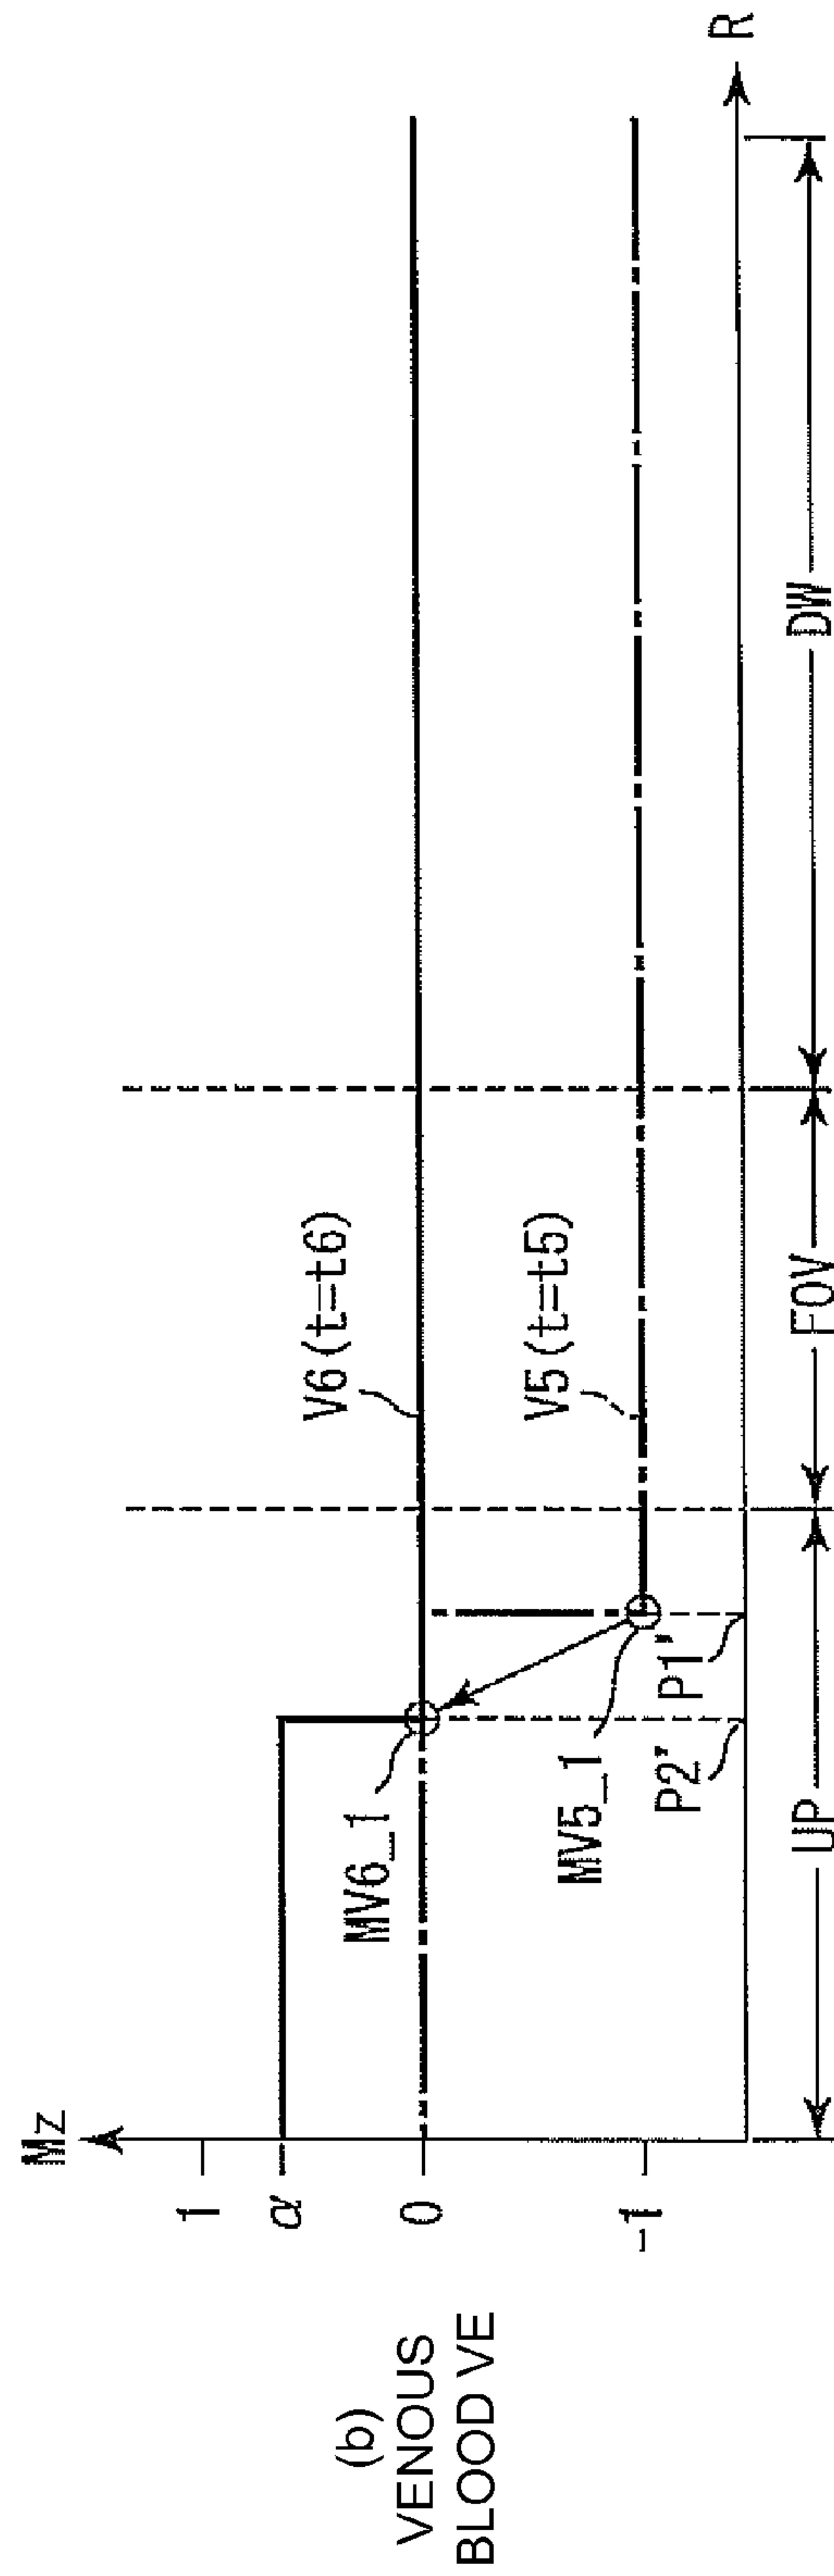 (b)
VENOUS
BLOOD VE
Mz
1
α
0
-1
MV6_1
V6(t=t6)
V5(t=t5)
MV5_1
P2'
P1"
R
UP
FOV
DW